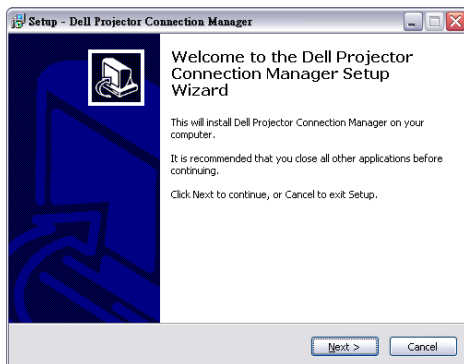 Setup - Dell Projector Connection Manager
Welcome to the Dell Projector
Connection Manager Setup
Wizard
This will install Dell Projector Connection Manager on your
computer.
It is recommended that you close all other applications before
continuing.
Click Next to continue, or Cancel to exit Setup.
Next >
Cancel